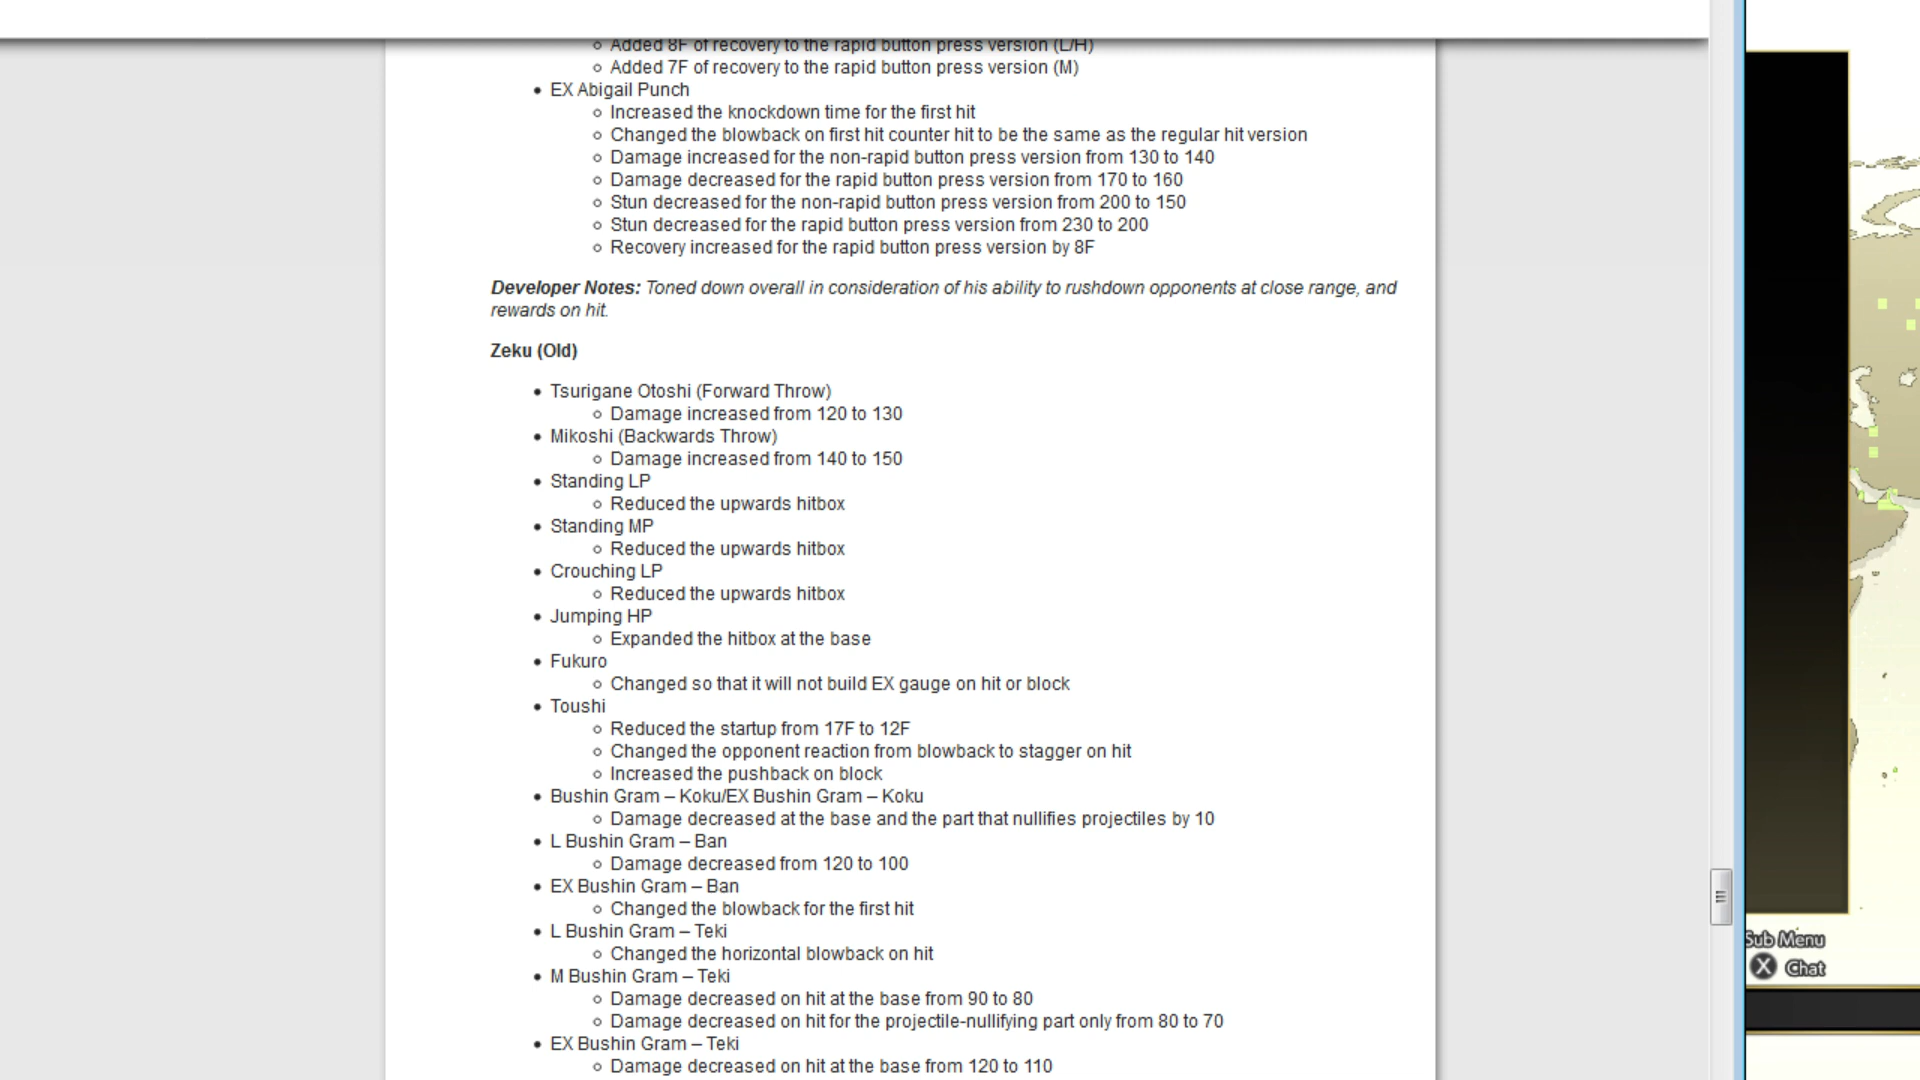 Added 8F of recovery to the rapid button press version (L/H)
Added 7F of recovery to the rapid button press version (M)
EX Abigail Punch
Increased the knockdown time for the first hit
Changed the blowback on first hit counter hit to be the same as the regular hit version
Damage increased for the non-rapid button press version from 130 to 140
Damage decreased for the rapid button press version from 170 to 160
Stun decreased for the non-rapid button press version from 200 to 150
Stun decreased for the rapid button press version from 230 to 200
Recovery increased for the rapid button press version by 8F
Developer Notes: Toned down overall in consideration of his ability to rushdown opponents at close range, and
rewards on hit.
Zeku (Old)
Tsurigane Otoshi (Forward Throw)
Damage increased from 120 to 130
Mikoshi (Backwards Throw)
Damage increased from 140 to 150
Standing LP
Reduced the upwards hitbox
Standing MP
Reduced the upwards hitbox
Crouching LP
Reduced the upwards hitbox
Jumping HP
Expanded the hitbox at the base
Fukuro
Changed so that it will not build EX gauge on hit or block
Toushi
Reduced the startup from 17F to 12F
Changed the opponent reaction from blowback to stagger on hit
Increased the pushback on block
Bushin Gram – Koku/EX Bushin Gram – Koku
Damage decreased at the base and the part that nullifies projectiles by 10
L Bushin Gram – Ban
Damage decreased from 120 to 100
EX Bushin Gram – Ban
Changed the blowback for the first hit
L Bushin Gram – Teki
Changed the horizontal blowback on hit
M Bushin Gram – Teki
Damage decreased on hit at the base from 90 to 80
Damage decreased on hit for the projectile-nullifying part only from 80 to 70
EX Bushin Gram – Teki
Damage decreased on hit at the base from 120 to 110
Sub Menu
X Chat